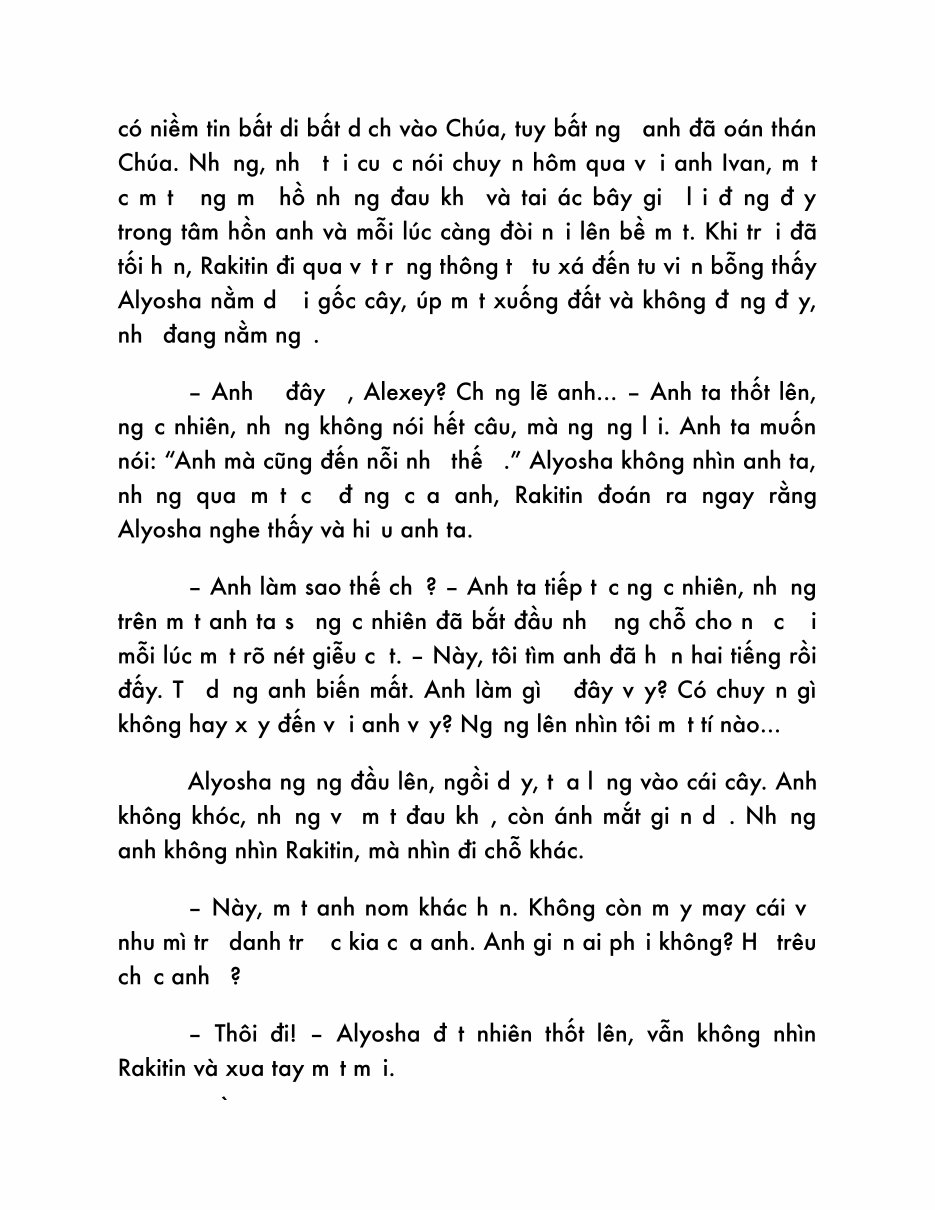 có niềm tin bất di bất d ch vào Chúa, tuy bất ng anh đã oán thán
Chúa. Nh ng, nh t i cu c nói chuy n hôm qua v i anh Ivan, m t
c m t ng m hồ nh ng đau kh và tai ác bây gi l i đ ng đ y
trong tâm hồn anh và mỗi lúc càng đòi n i lên bề m t. Khi tr i đã
tối h n, Rakitin đi qua v t r ng thông t tu xá đến tu vi n bỗng thấy
Alyosha nằm d i gốc cây, úp m t xuống đất và không đ ng đ y,
nh đang nằm ng .
– Anh đây , Alexey? Ch ng lẽ anh... – Anh ta thốt lên,
ng c nhiên, nh ng không nói hết câu, mà ng ng l i. Anh ta muốn
nói: “Anh mà cũng đến nỗi nh thế .” Alyosha không nhìn anh ta,
nh ng qua m t c đ ng c a anh, Rakitin đoán ra ngay rằng
Alyosha nghe thấy và hi u anh ta.
– Anh làm sao thế ch ? – Anh ta tiếp t c ng c nhiên, nh ng
trên m t anh ta s ng c nhiên đã bắt đầu nh ng chỗ cho n c i
mỗi lúc m t rõ nét giễu c t. – Này, tôi tìm anh đã h n hai tiếng rồi
đấy. T d ng anh biến mất. Anh làm gì đây v y? Có chuy n gì
không hay x y đến v i anh v y? Ng ng lên nhìn tôi m t tí nào...
Alyosha ng ng đầu lên, ngồi d y, t a l ng vào cái cây. Anh
không khóc, nh ng v m t đau kh , còn ánh mắt gi n d . Nh ng
anh không nhìn Rakitin, mà nhìn đi chỗ khác.
– Này, m t anh nom khác h n. Không còn m y may cái v
nhu mì tr danh tr c kia c a anh. Anh gi n ai ph i không? H trêu
ch c anh ?
– Thôi đi! – Alyosha đ t nhiên thốt lên, vẫn không nhìn
Rakitin và xua tay m t m i.